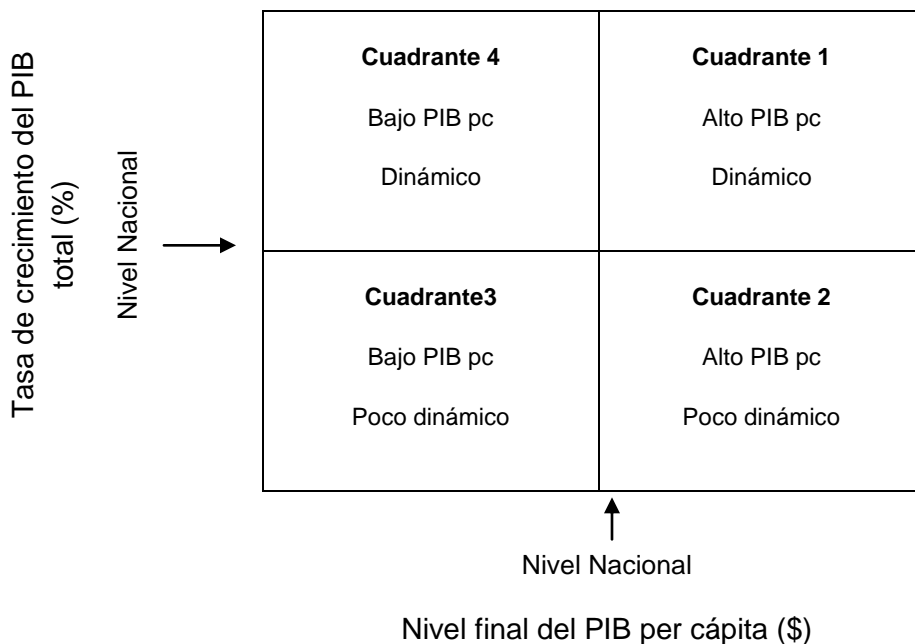 Tasa de crecimiento del PIB
total (%)
Nivel Nacional
Cuadrante 4
Bajo PIB pc
Dinámico
Cuadrante 1
Alto PIB pc
Dinámico
Cuadrante3
Bajo PIB pc
Poco dinámico
Cuadrante 2
Alto PIB pc
Poco dinámico
Nivel Nacional
Nivel final del PIB per cápita ($)